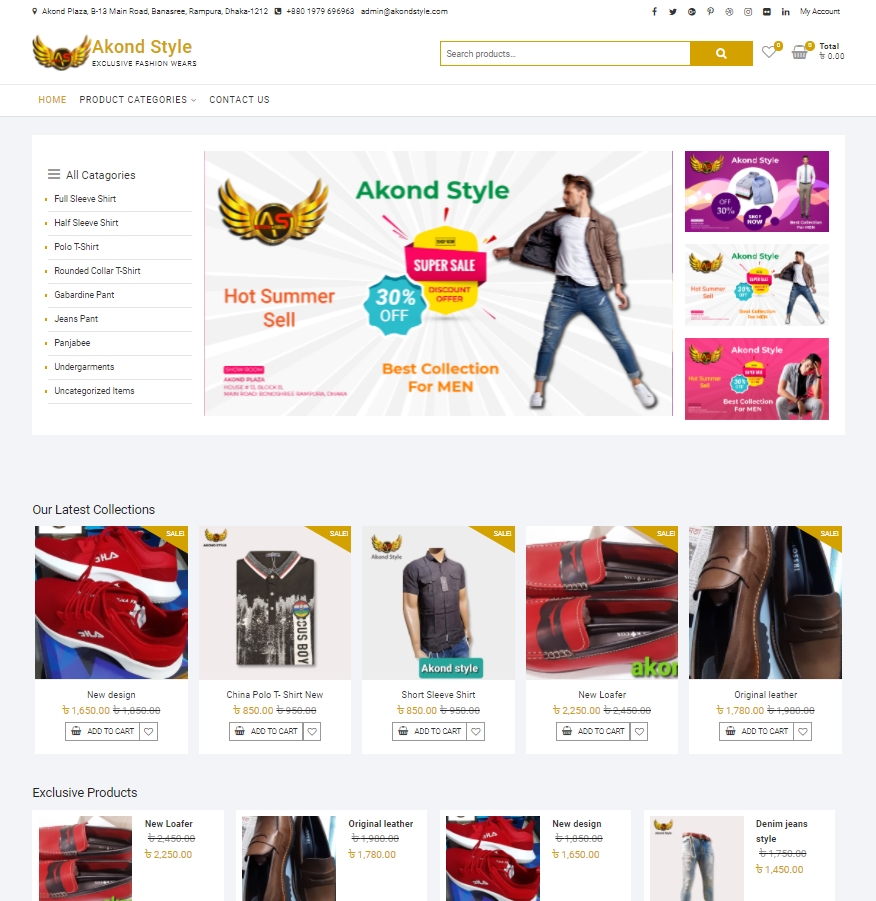 Akond Plaza, B-13 Main Road, Banasree, Rampura, Dhaka-1212 +880 1979 696963 admin@akondstyle.com
My Account
Akond Style
EXCLUSIVE FASHION WEARS
Search products...
0
0
Total
৳ 0.00
HOME PRODUCT CATEGORIES CONTACT US
All Catagories
Full Sleeve Shirt
Half Sleeve Shirt
Polo T-Shirt
Rounded Collar T-Shirt
Gabardine Pant
Jeans Pant
Panjabee
Undergarments
Uncategorized Items
AS
Akond Style
SHOP NOW
SUPER SALE
DISCOUNT
OFFER
30%
OFF
Hot Summer
Sell
Best Collection
For MEN
SHOW ROOM
AKOND PLAZA
HOUSE # 13, BLOCK B,
MAIN ROAD: BONOSHREE, RAMPURA, DHAKA
Akond Style
OFF
30%
SHOP
NOW
Best Collection
For MEN
Akond Style
SUPER SALE
30%
OFF
Hot Summer
Sell
Best Collection
For MEN
Akond Style
SUPER SALE
30%
OFF
Hot Summer
Sell
Best Collection
For MEN
Our Latest Collections
SALE! SALE! SALE! SALE! SALE!
FILA
FILA
AKOND STYLE
CUS BOY
Akond Style
Akond style
akon
New design
৳ 1,650.00 ৳ 1,850.00
ADD TO CART
China Polo T- Shirt New
৳ 850.00 ৳ 950.00
ADD TO CART
Short Sleeve Shirt
৳ 850.00 ৳ 950.00
ADD TO CART
New Loafer
৳ 2,250.00 ৳ 2,450.00
ADD TO CART
Original leather
৳ 1,780.00 ৳ 1,980.00
ADD TO CART
Exclusive Products
New Loafer
৳ 2,450.00
৳ 2,250.00
Original leather
৳ 1,980.00
৳ 1,780.00
New design
৳ 1,850.00
৳ 1,650.00
Denim jeans
style
৳ 1,750.00
৳ 1,450.00